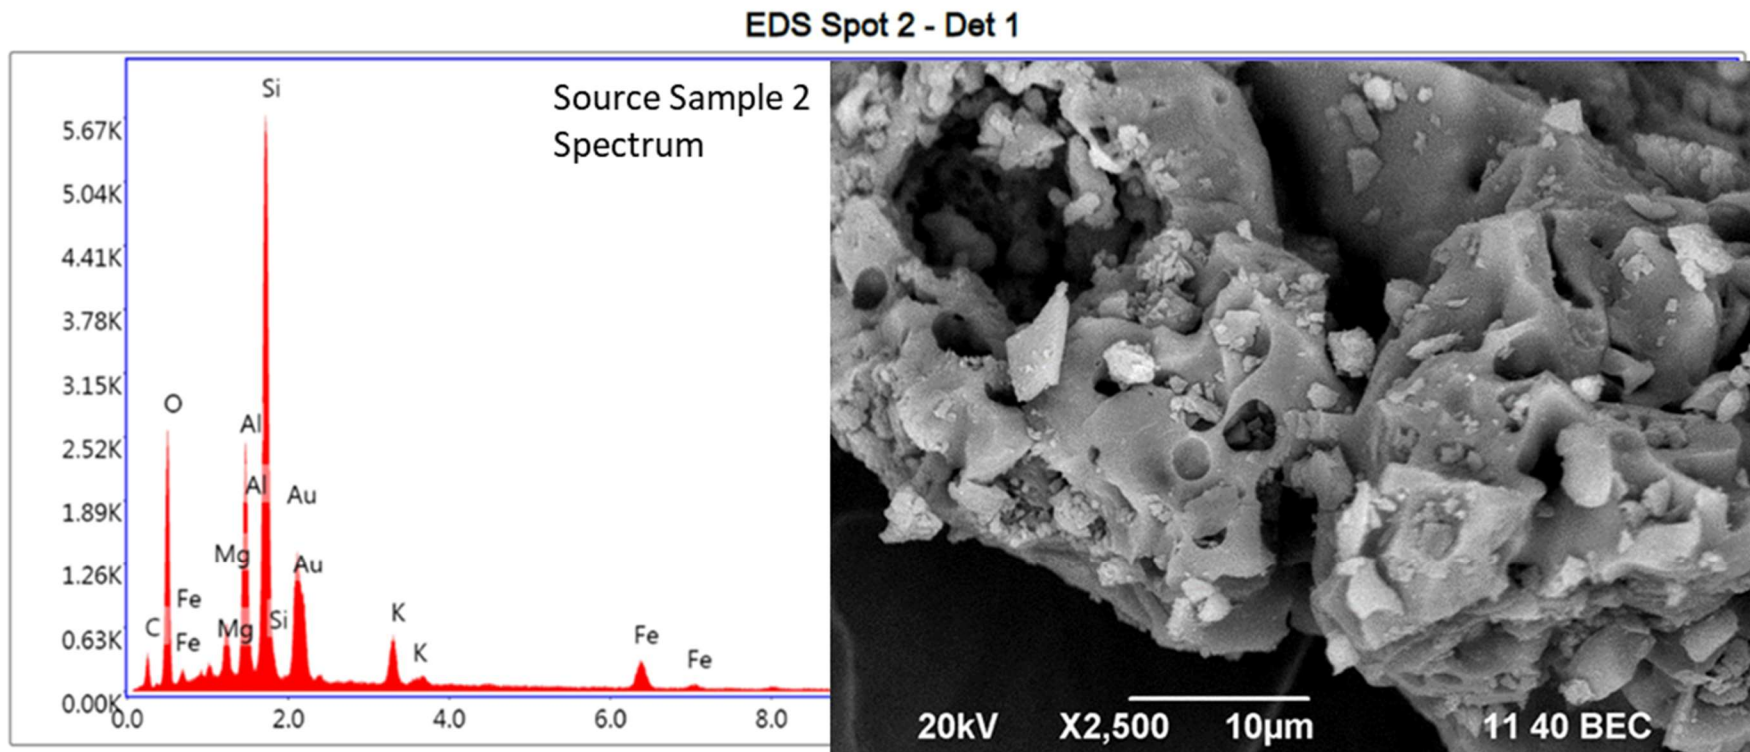 EDS Spot 2 - Det 1
Source Sample 2
Spectrum
Si
5.67K
5.04K
4.41K
3.78K
3.15K
2.52K
1.89K
1.26K
0.63K
0.00K
O
Al
Al
Au
Mg
Au
Fe
C
Mg
Si
Fe
K
K
Fe
Fe
0.0
2.0
4.0
6.0
8.0
20kV X2,500 10µm 11 40 BEC